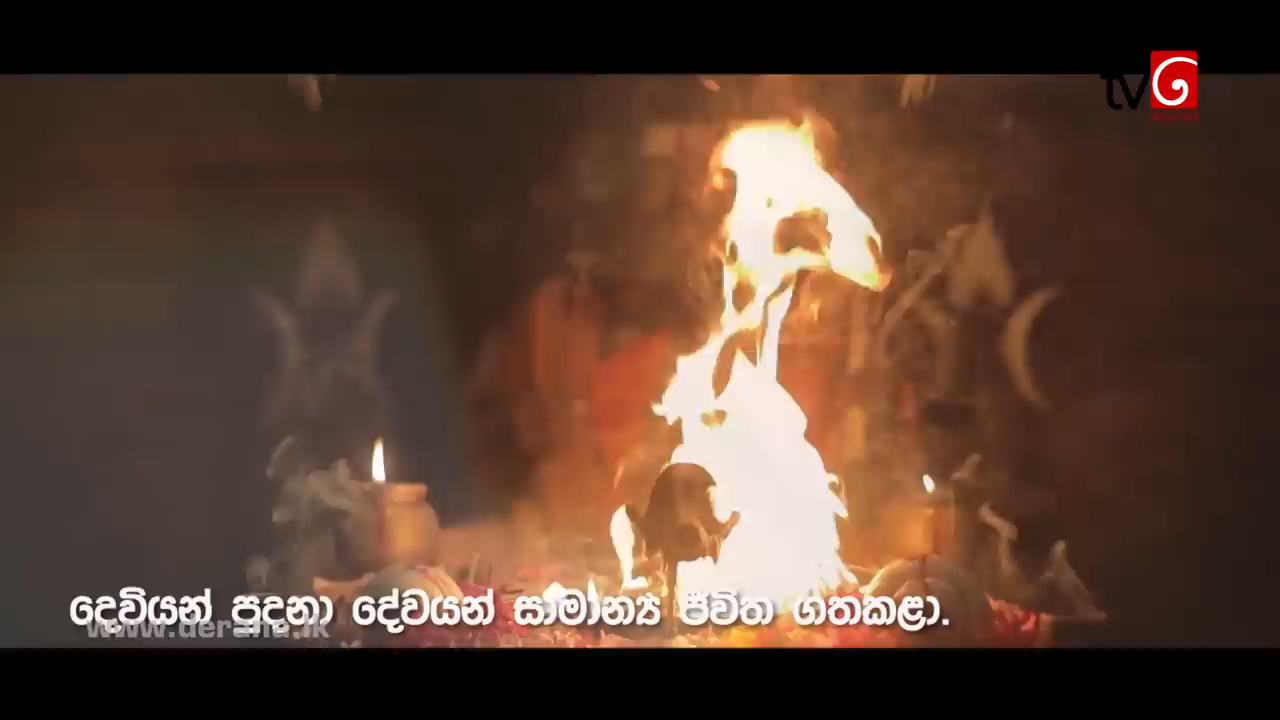 tv
දෙවියන් පුදනා දේවයන් සාමාන්‍ය ජීවිත ගතකළා.
www.derana.lk